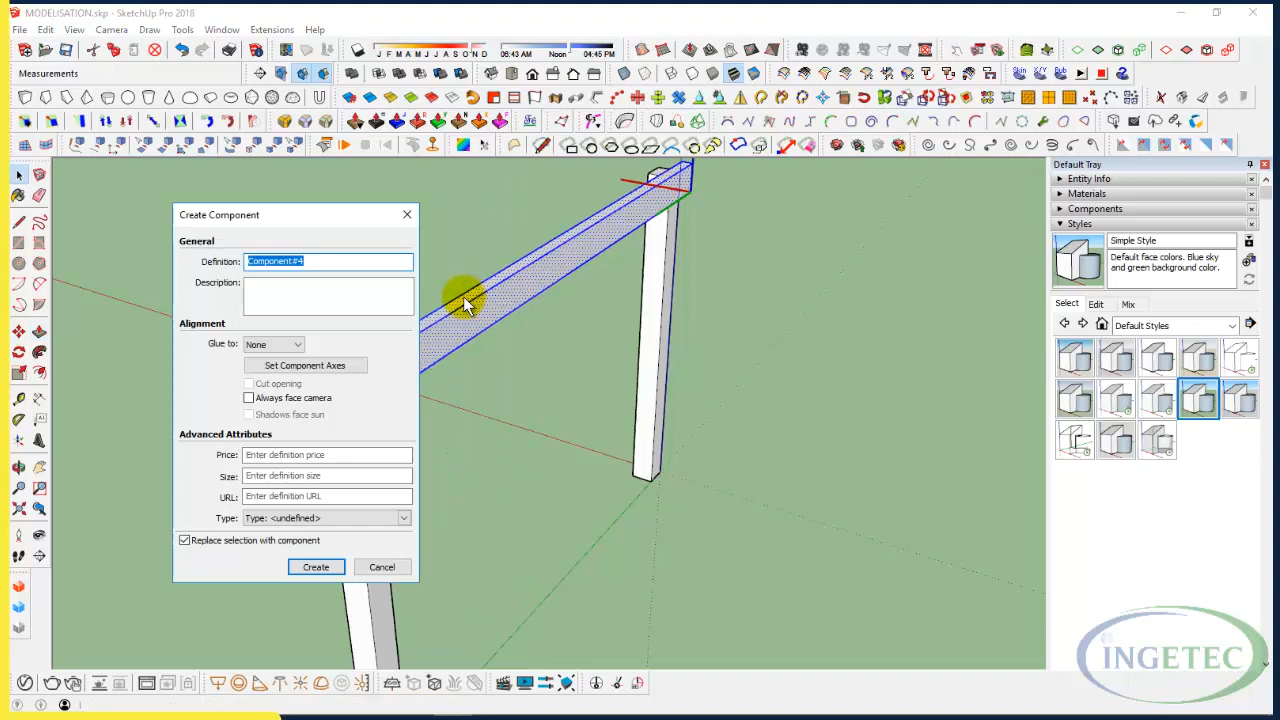 MODELISATION.skp - SketchUp Pro 2018
File Edit View Camera Draw Tools Window Extensions Help
J F M A M J J A S O N D 06:43 AM Noon 04:45 PM
Measurements
Skin X/Y Bub
Default Tray
Entity Info
Materials
Components
Styles
Simple Style
Default face colors. Blue sky and green background color.
Select Edit Mix
Default Styles
Create Component
General
Definition: Component#4
Description:
Alignment
Glue to: None
Set Component Axes
Cut opening
Always face camera
Shadows face sun
Advanced Attributes
Price: Enter definition price
Size: Enter definition size
URL: Enter definition URL
Type: Type: <undefined>
Replace selection with component
Create Cancel
INGETEC